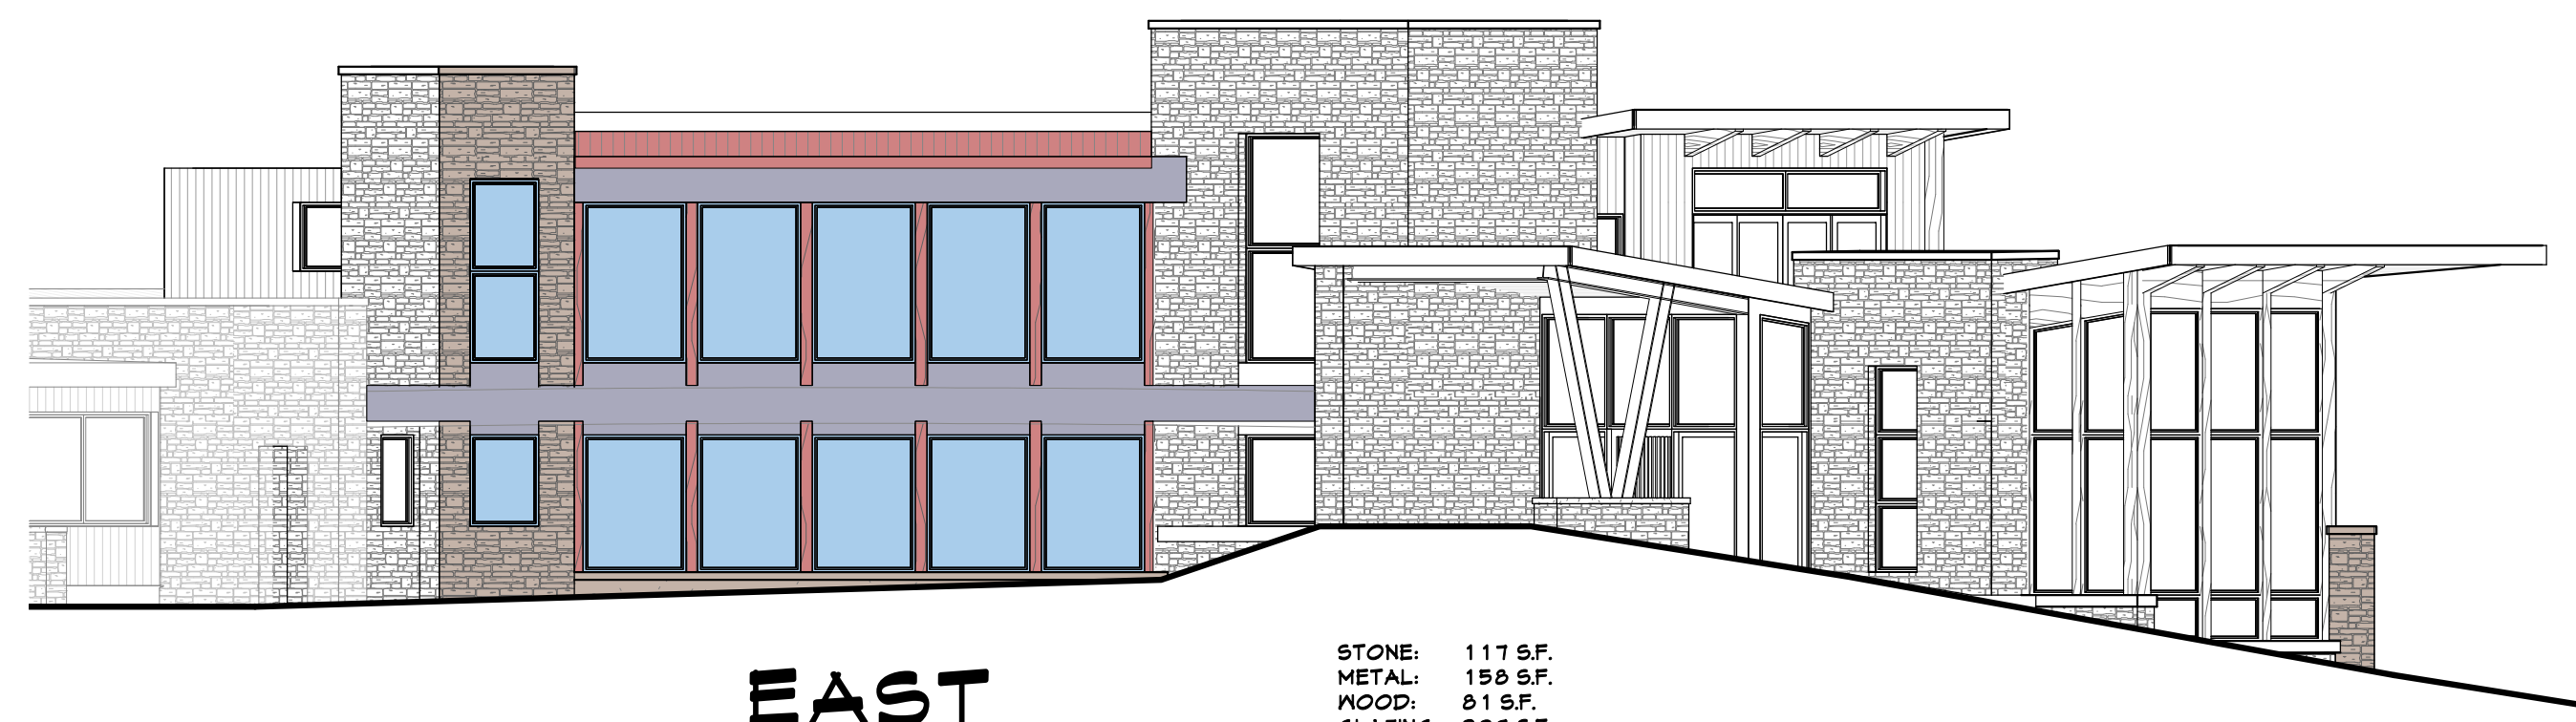 EAST
STONE: 117 S.F.
METAL: 158 S.F.
WOOD: 81 S.F.